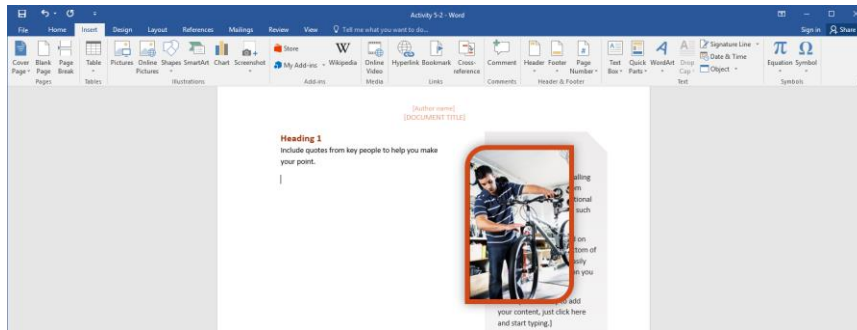 Activity 5-2 - Word
File Home Insert Design Layout References Mailings Review View Tell me what you want to do... Sign in Share
Cover Page Blank Page Page Break Table Pictures Online Pictures Shapes SmartArt Chart Screenshot Store My Add-ins Wikipedia Online Video Hyperlink Bookmark Cross-reference Comment Header Footer Page Number Text Box Quick Parts WordArt Drop Cap Signature Line Date & Time Object Equation Symbol
Pages Tables Illustrations Add-ins Media Links Comments Header & Footer Text Symbols
[Author name]
[DOCUMENT TITLE]
Heading 1
Include quotes from key people to help you make
your point.
alling
tional
such
on
tom of
you
to add
your content, just click here
and start typing.]